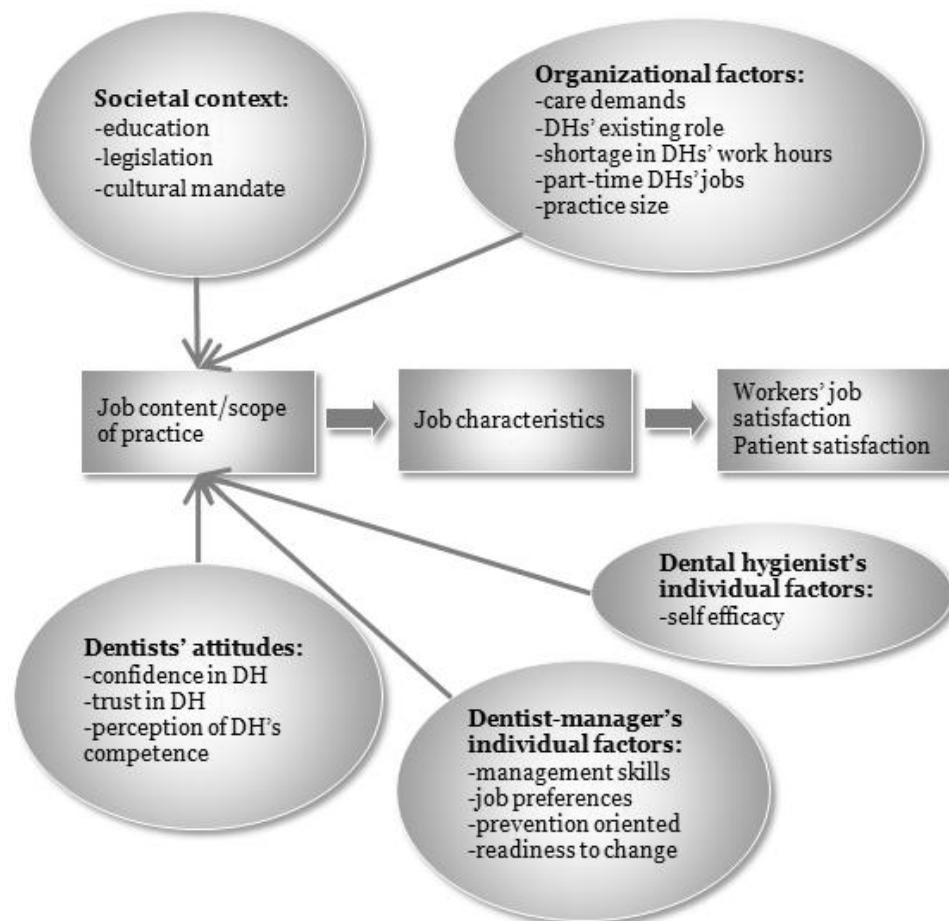 Societal context:
-education
-legislation
-cultural mandate
Organizational factors:
-care demands
-DHs' existing role
-shortage in DHs' work hours
-part-time DHs' jobs
-practice size
Job content/scope
of practice
Job characteristics
Workers' job
satisfaction
Patient satisfaction
Dental hygienist's
individual factors:
-self efficacy
Dentists' attitudes:
-confidence in DH
-trust in DH
-perception of DH's
competence
Dentist-manager's
individual factors:
-management skills
-job preferences
-prevention oriented
-readiness to change